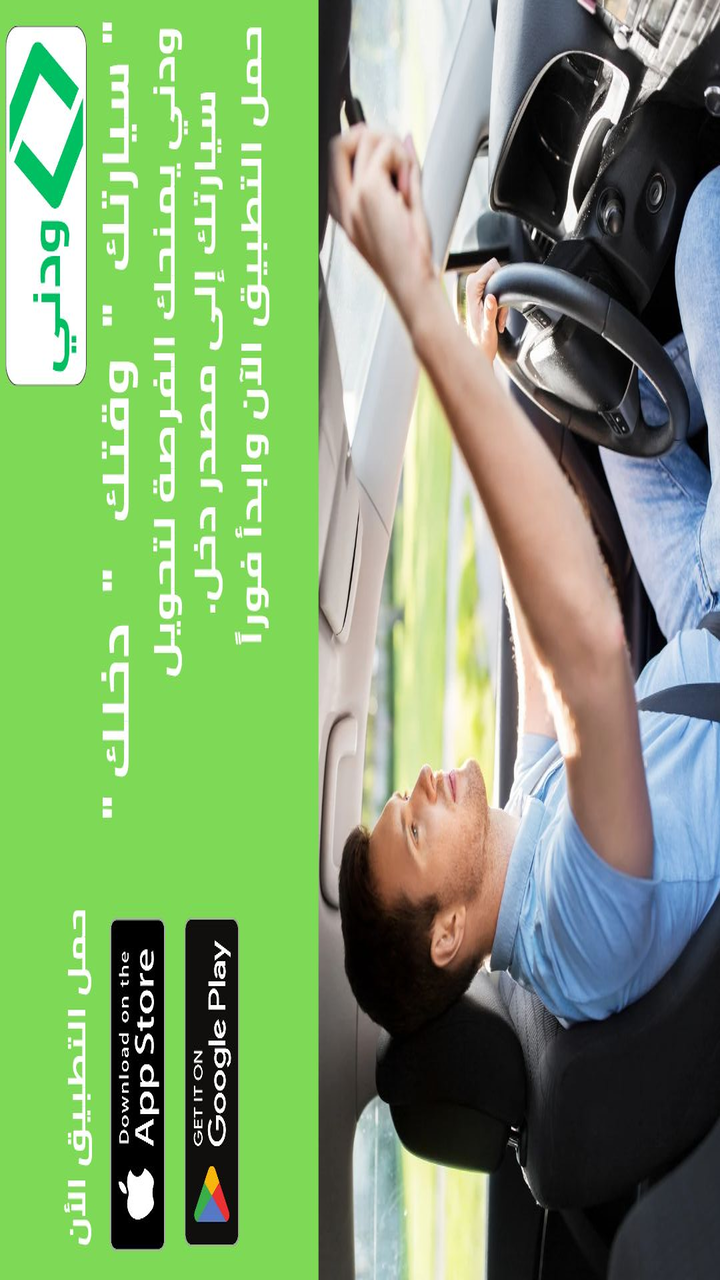 ودني
" سيارتك " وقتك " دخلك "
ودني يمنحك الفرصة لتحويل
سيارتك إلى مصدر دخل.
حمل التطبيق الآن وابدأ فوراً
حمل التطبيق الأن
Download on the
App Store
GET IT ON
Google Play